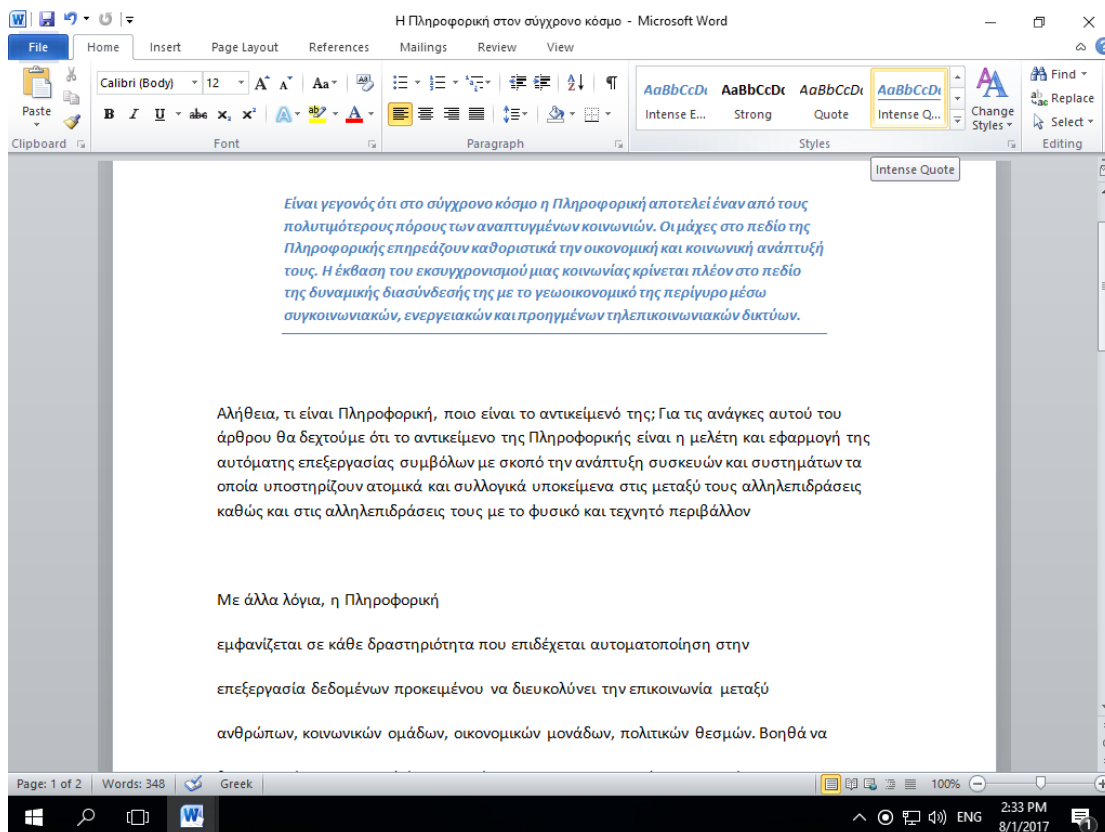 Η Πληροφορική στον σύγχρονο κόσμο - Microsoft Word
File Home Insert Page Layout References Mailings Review View
Paste
Calibri (Body) 12
Aa
B I U abc x₂ x² A ab A
AaBbCcDc AaBbCcDc AaBbCcDc AaBbCcDc
Intense E... Strong Quote Intense Q...
Change Styles
Find
Replace
Select
Clipboard Font Paragraph Styles Editing
Intense Quote
Είναι γεγονός ότι στο σύγχρονο κόσμο η Πληροφορική αποτελεί έναν από τους
πολυτιμότερους πόρους των αναπτυγμένων κοινωνιών. Οι μάχες στο πεδίο της
Πληροφορικής επηρεάζουν καθοριστικά την οικονομική και κοινωνική ανάπτυξή
τους. Η έκβαση του εκσυγχρονισμού μιας κοινωνίας κρίνεται πλέον στο πεδίο
της δυναμικής διασύνδεσής της με το γεωοικονομικό της περίγυρο μέσω
συγκοινωνιακών, ενεργειακών και προηγμένων τηλεπικοινωνιακών δικτύων.
Αλήθεια, τι είναι Πληροφορική, ποιο είναι το αντικείμενό της; Για τις ανάγκες αυτού του
άρθρου θα δεχτούμε ότι το αντικείμενο της Πληροφορικής είναι η μελέτη και εφαρμογή της
αυτόματης επεξεργασίας συμβόλων με σκοπό την ανάπτυξη συσκευών και συστημάτων τα
οποία υποστηρίζουν ατομικά και συλλογικά υποκείμενα στις μεταξύ τους αλληλεπιδράσεις
καθώς και στις αλληλεπιδράσεις τους με το φυσικό και τεχνητό περιβάλλον
Με άλλα λόγια, η Πληροφορική
εμφανίζεται σε κάθε δραστηριότητα που επιδέχεται αυτοματοποίηση στην
επεξεργασία δεδομένων προκειμένου να διευκολύνει την επικοινωνία μεταξύ
ανθρώπων, κοινωνικών ομάδων, οικονομικών μονάδων, πολιτικών θεσμών. Βοηθά να
Page: 1 of 2 Words: 348 Greek 100%
ENG
2:33 PM
8/1/2017